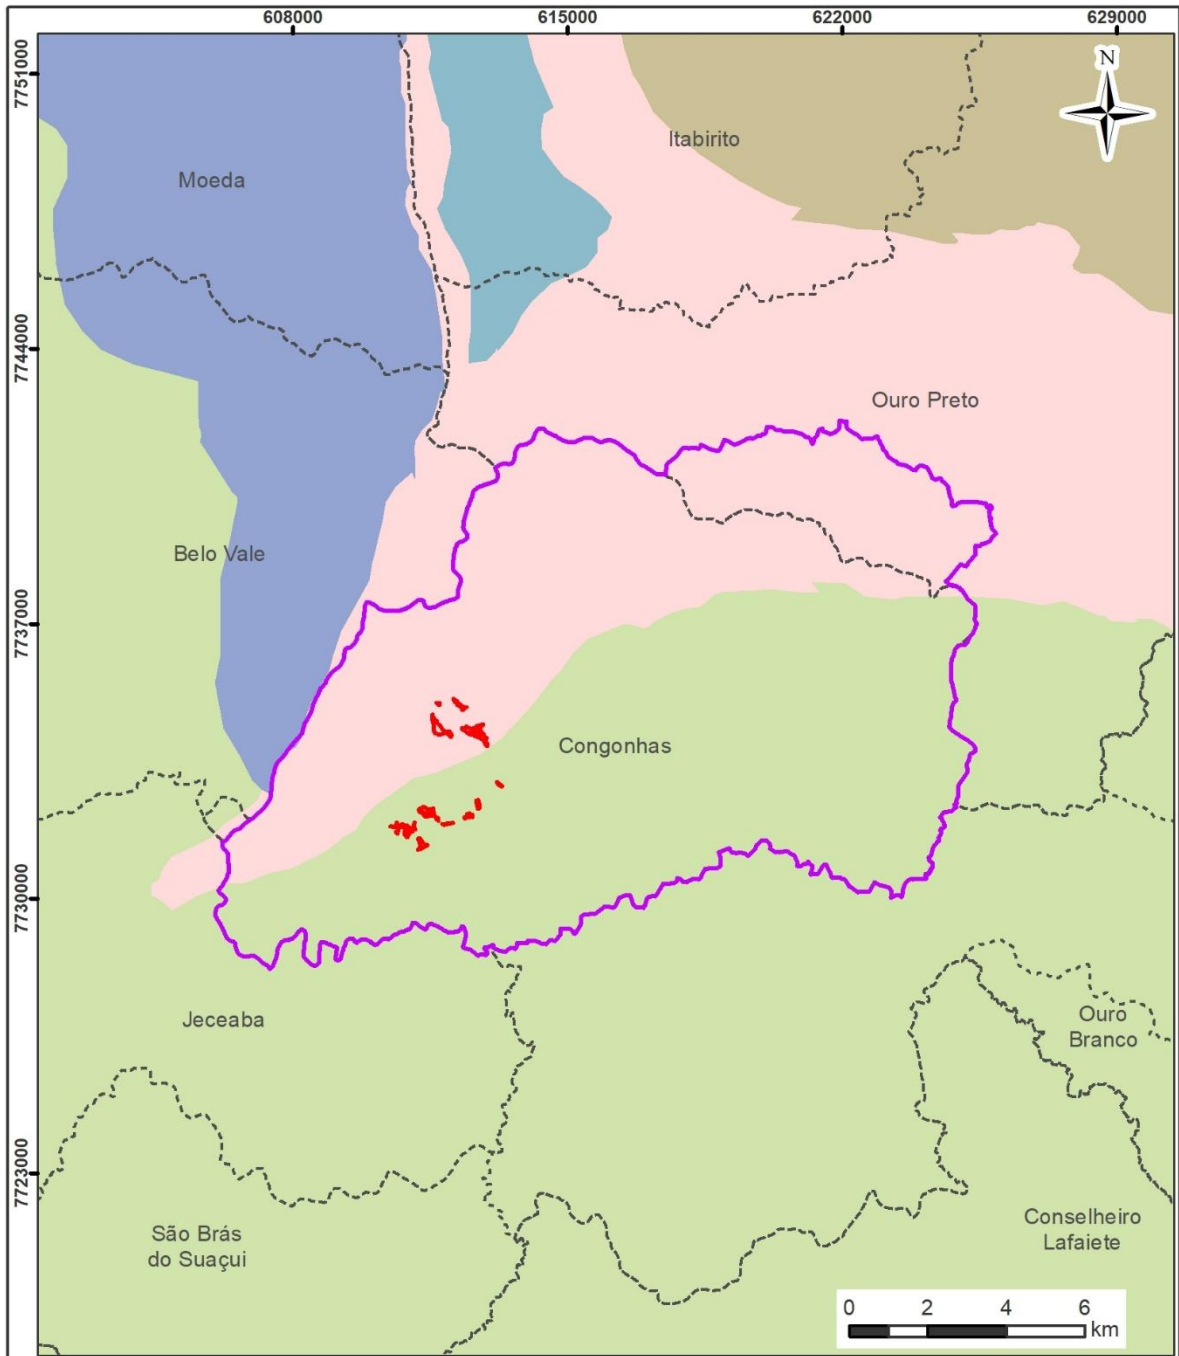 608000
615000
622000
629000
7751000
N
Itabirito
Moeda
7744000
Ouro Preto
Belo Vale
7737000
Congonhas
7730000
Jeceaba
Ouro
Branco
7723000
São Brás
do Suaçui
Conselheiro
Lafaiete
0 2 4 6
km